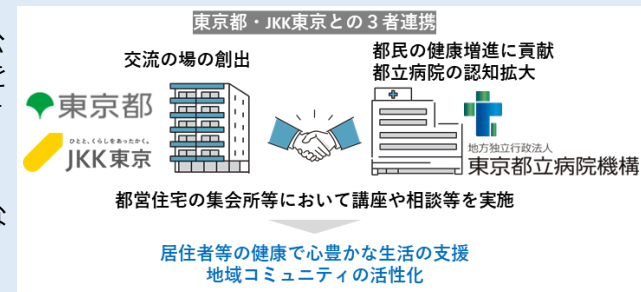 東京都・JKK東京との３者連携
交流の場の創出
都民の健康増進に貢献
都立病院の認知拡大
東京都
ひとと、くらしをあったかく。
JKK東京
地方独立行政法人
東京都立病院機構
都営住宅の集会所等において講座や相談等を実施
居住者等の健康で心豊かな生活の支援
地域コミュニティの活性化